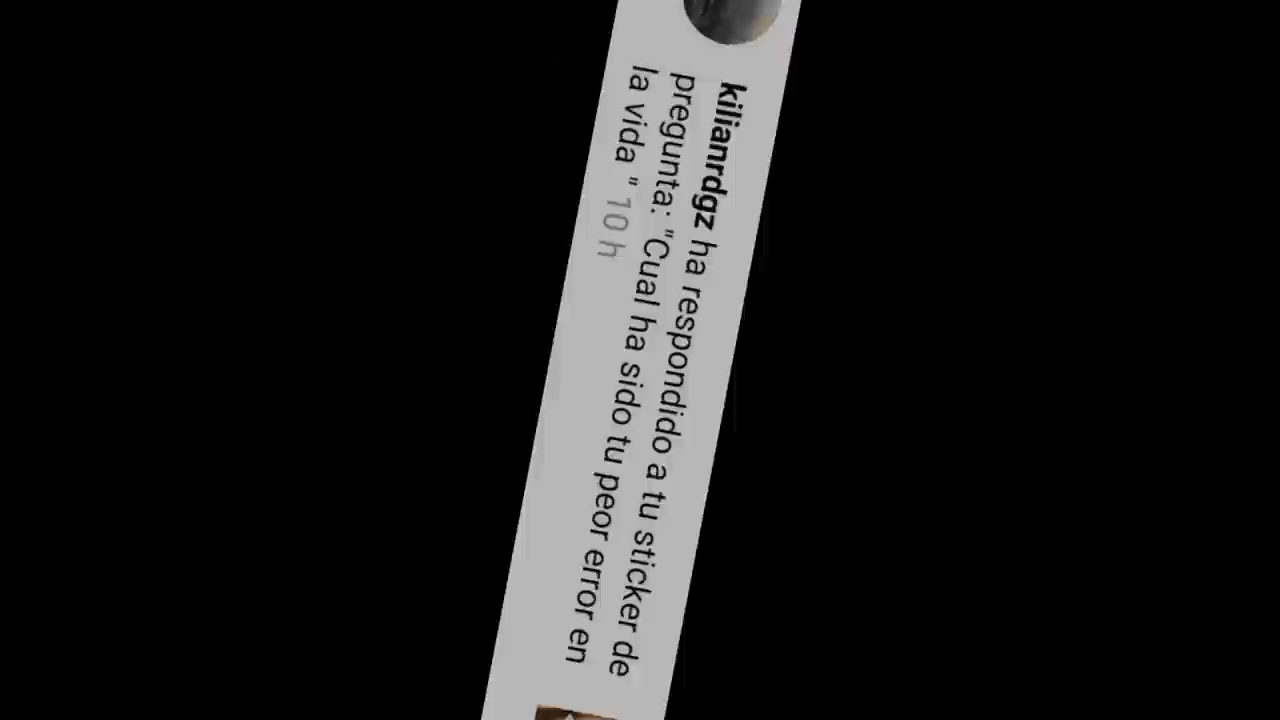 kilianrdgz ha respondido a tu sticker de
pregunta: "Cual ha sido tu peor error en
la vida " 10 h